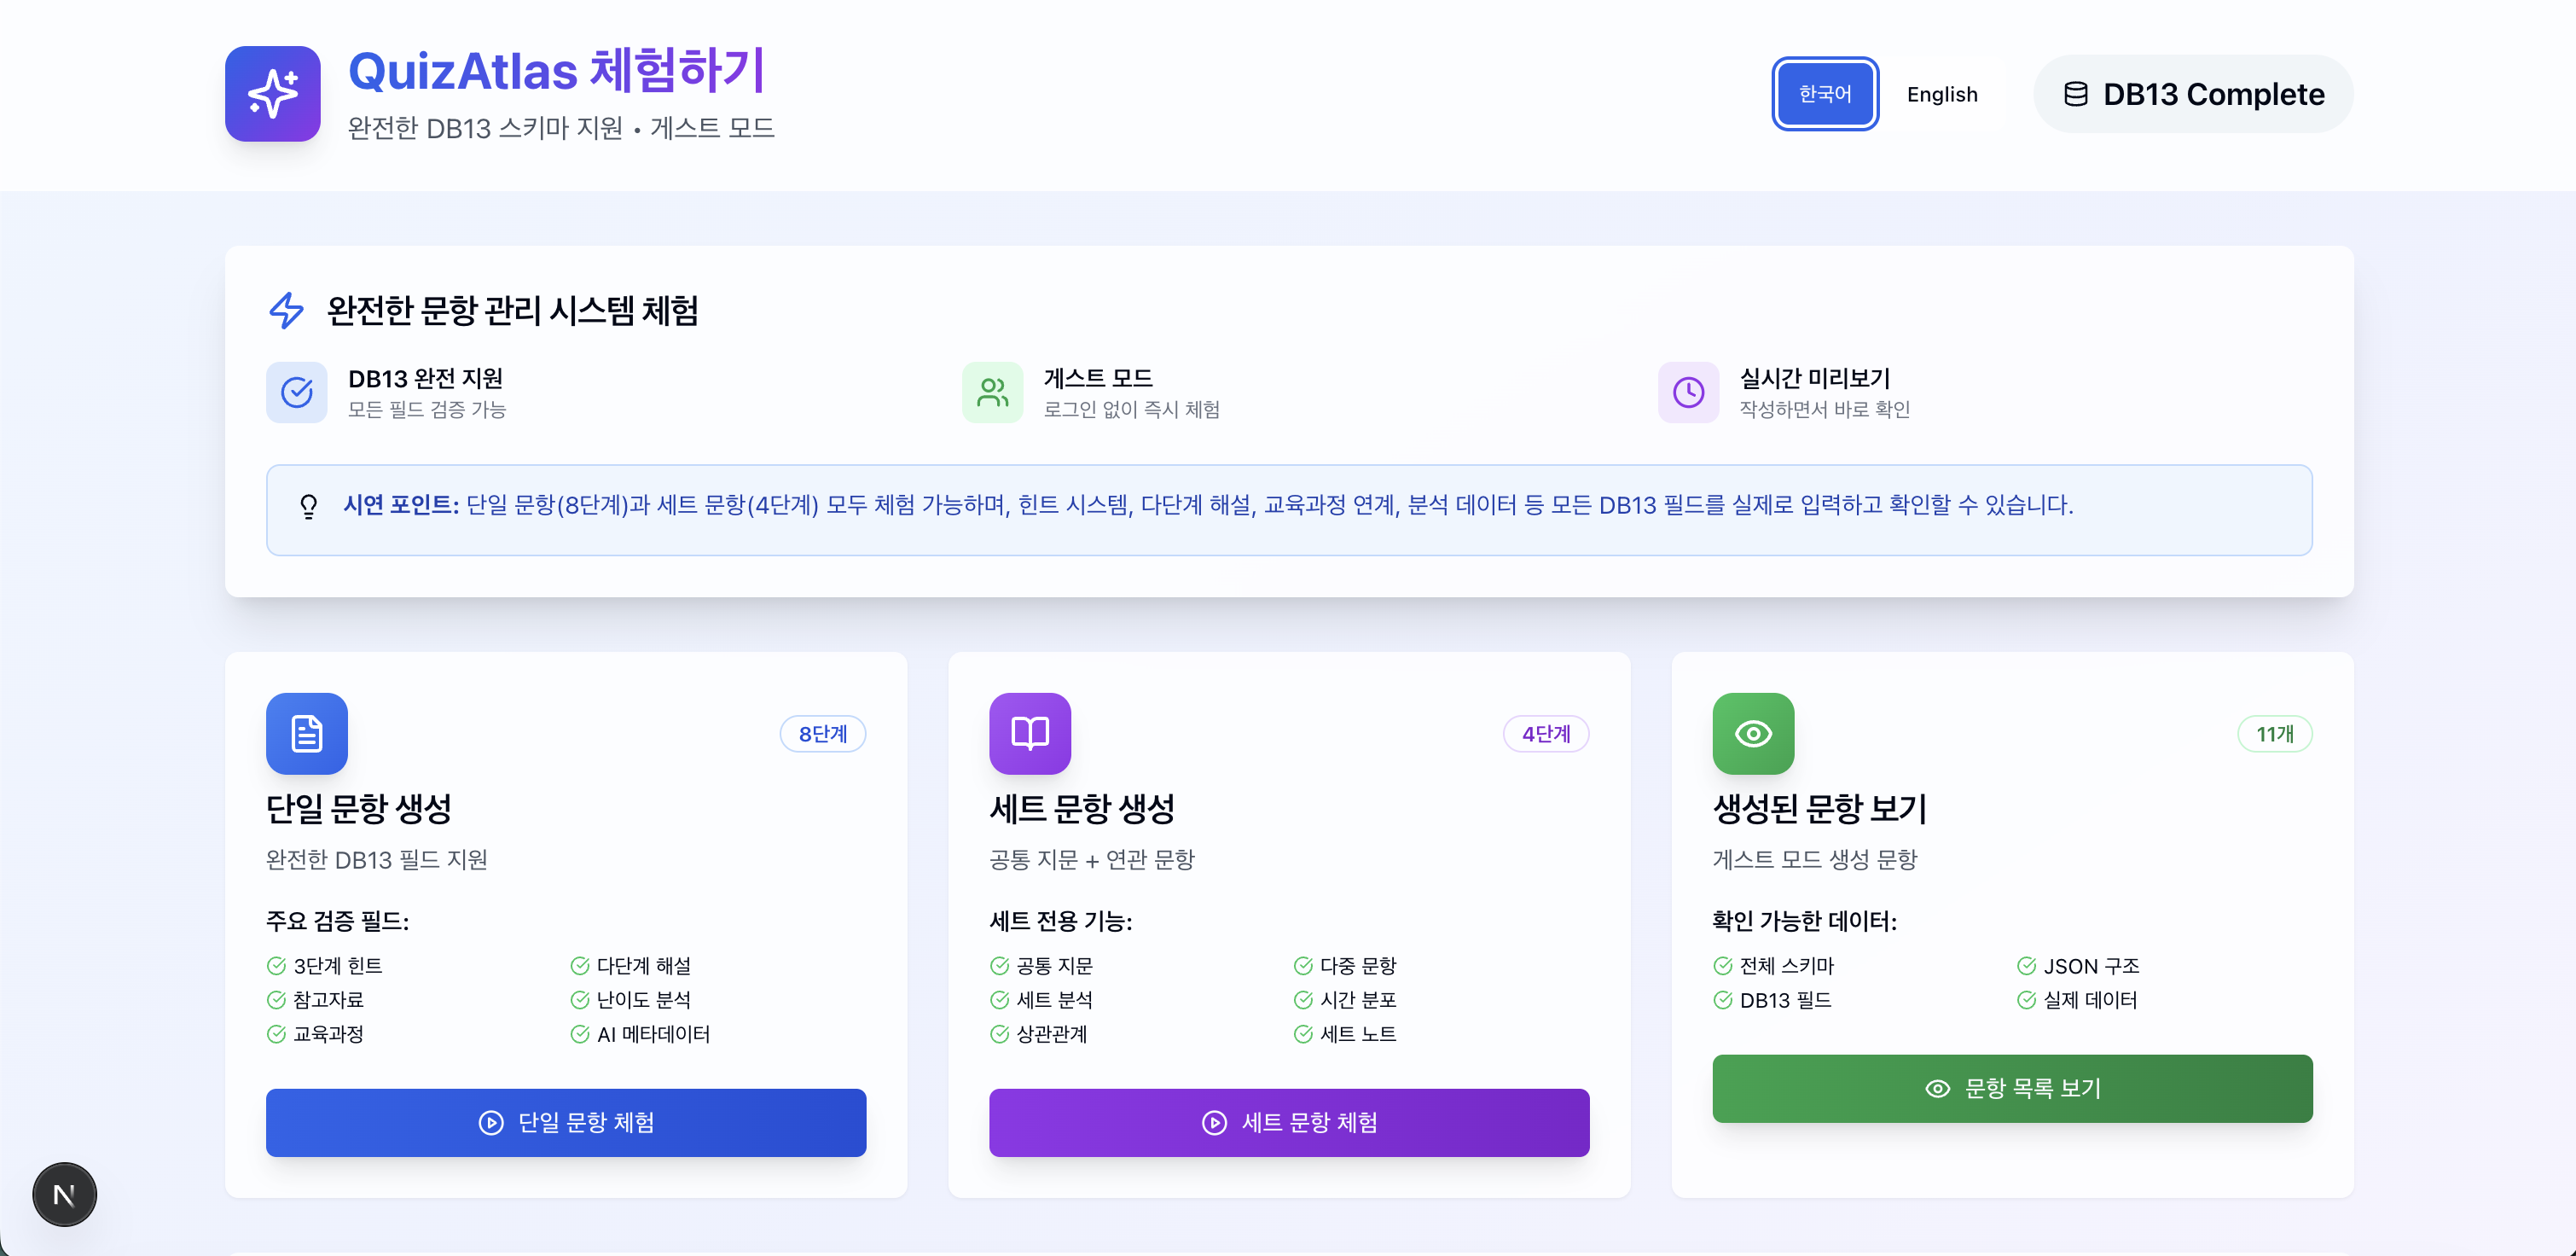 QuizAtlas 체험하기
완전한 DB13 스키마 지원 • 게스트 모드
한국어
English
DB13 Complete
완전한 문항 관리 시스템 체험
DB13 완전 지원
모든 필드 검증 가능
게스트 모드
로그인 없이 즉시 체험
실시간 미리보기
작성하면서 바로 확인
시연 포인트: 단일 문항(8단계)과 세트 문항(4단계) 모두 체험 가능하며, 힌트 시스템, 다단계 해설, 교육과정 연계, 분석 데이터 등 모든 DB13 필드를 실제로 입력하고 확인할 수 있습니다.
8단계
단일 문항 생성
완전한 DB13 필드 지원
주요 검증 필드:
3단계 힌트
다단계 해설
참고자료
난이도 분석
교육과정
AI 메타데이터
단일 문항 체험
4단계
세트 문항 생성
공통 지문 + 연관 문항
세트 전용 기능:
공통 지문
다중 문항
세트 분석
시간 분포
상관관계
세트 노트
세트 문항 체험
11개
생성된 문항 보기
게스트 모드 생성 문항
확인 가능한 데이터:
전체 스키마
JSON 구조
DB13 필드
실제 데이터
문항 목록 보기
N